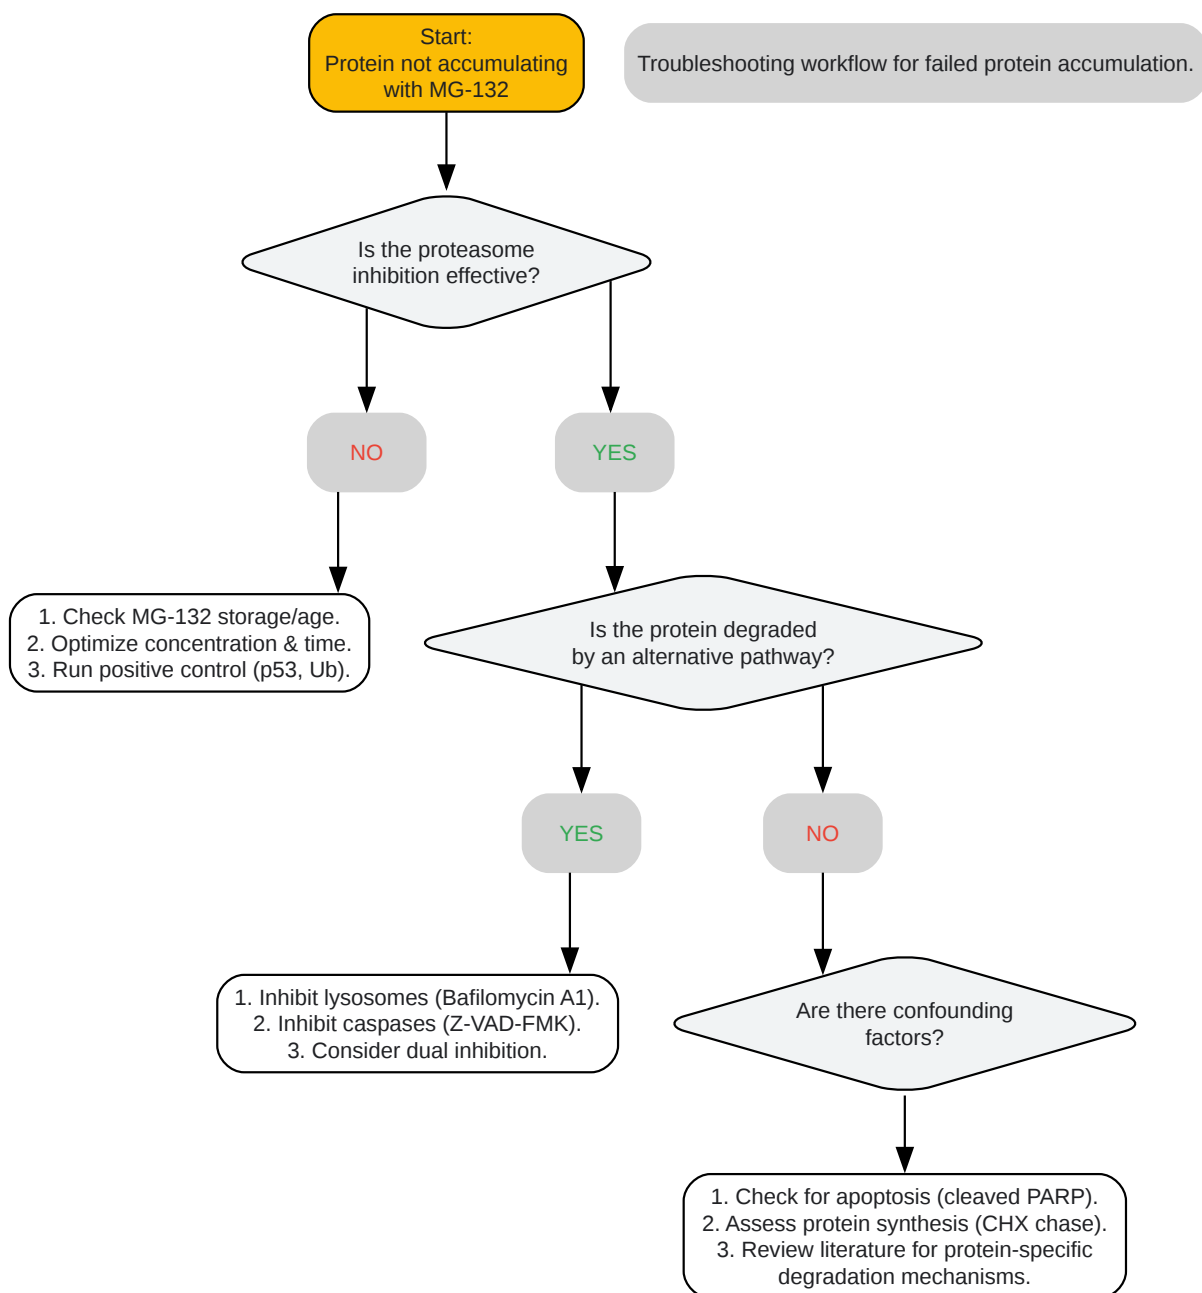 Start:
Protein not accumulating
with MG-132
Troubleshooting workflow for failed protein accumulation.
Is the proteasome
inhibition effective?
NO
YES
1. Check MG-132 storage/age.
2. Optimize concentration & time.
3. Run positive control (p53, Ub).
Is the protein degraded
by an alternative pathway?
YES
NO
1. Inhibit lysosomes (Bafilomycin A1).
2. Inhibit caspases (Z-VAD-FMK).
3. Consider dual inhibition.
Are there confounding
factors?
1. Check for apoptosis (cleaved PARP).
2. Assess protein synthesis (CHX chase).
3. Review literature for protein-specific
degradation mechanisms.